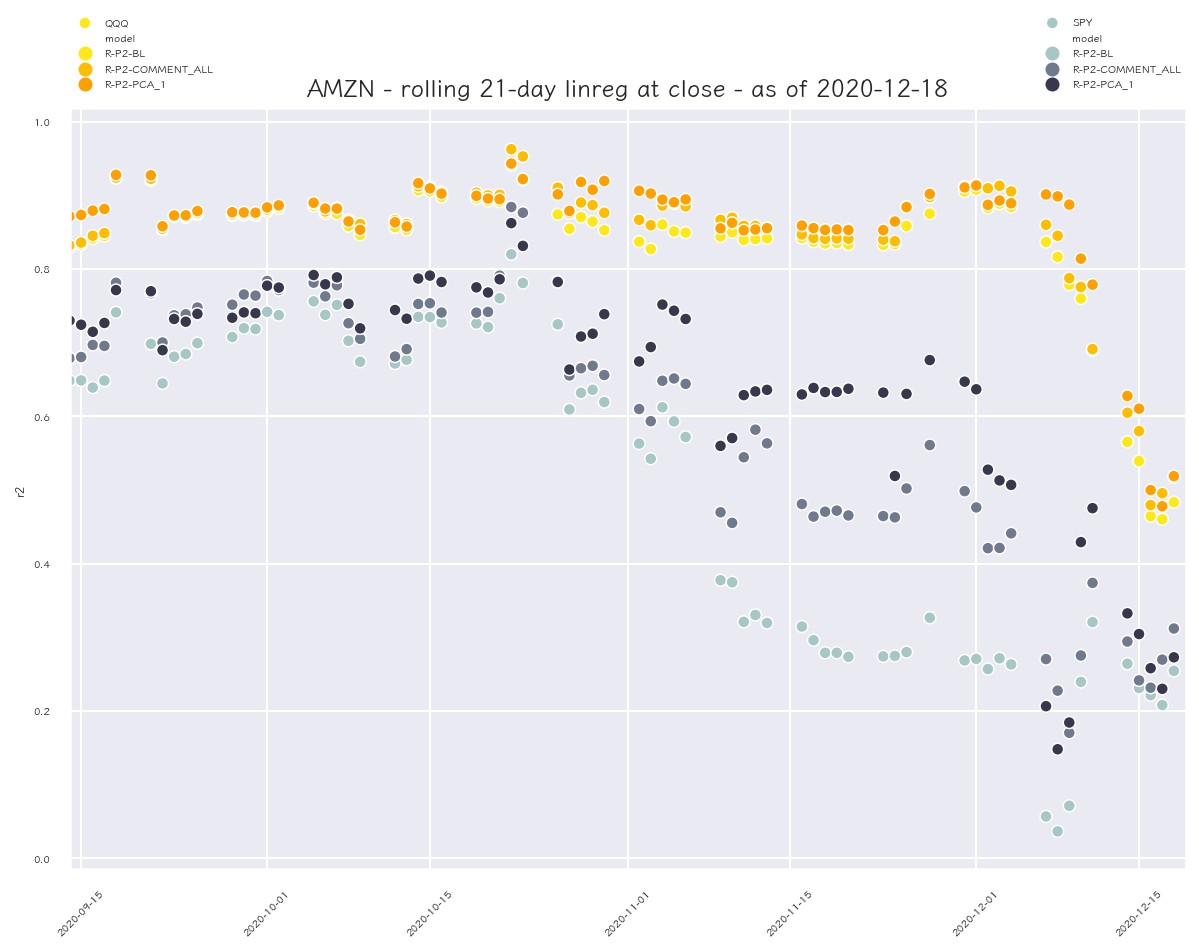 QQQ
model
R-P2-BL
R-P2-COMMENT_ALL
R-P2-PCA_1
SPY
model
R-P2-BL
R-P2-COMMENT_ALL
R-P2-PCA_1
AMZN - rolling 21-day linreg at close - as of 2020-12-18
1.0
0.8
0.6
r2
0.4
0.2
0.0
2020-09-15
2020-10-01
2020-10-15
2020-11-01
2020-11-15
2020-12-01
2020-12-15